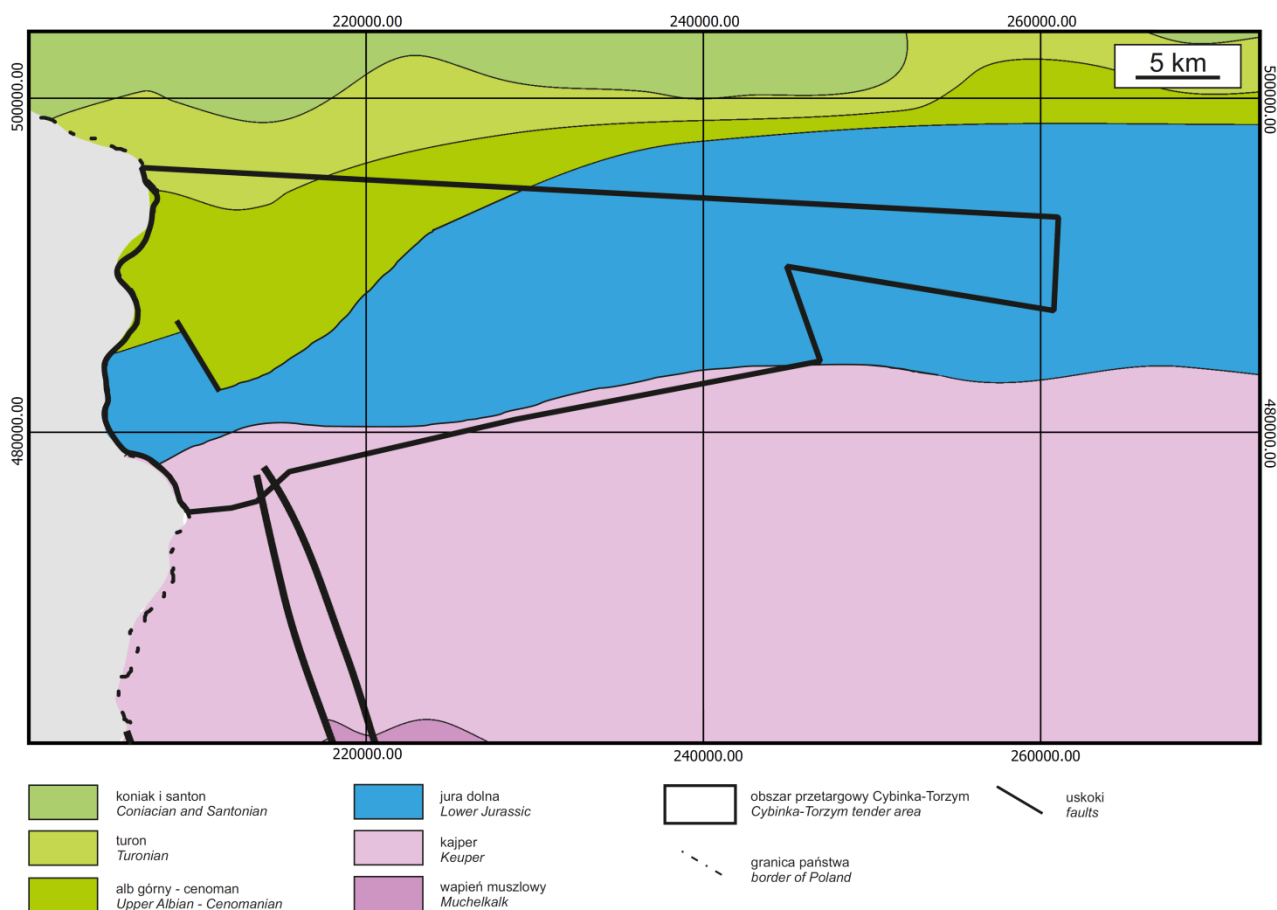 220000.00
240000.00
260000.00
5 km
500000.00
500000.00
480000.00
480000.00
220000.00
240000.00
260000.00
koniak i santon
Coniacian and Santonian
turon
Turonian
alb górny - cenoman
Upper Albian - Cenomanian
jura dolna
Lower Jurassic
kajper
Keuper
wapień muszlowy
Muchelkalk
obszar przetargowy Cybinka-Torzym
Cybinka-Torzym tender area
granica państwa
border of Poland
uskoki
faults